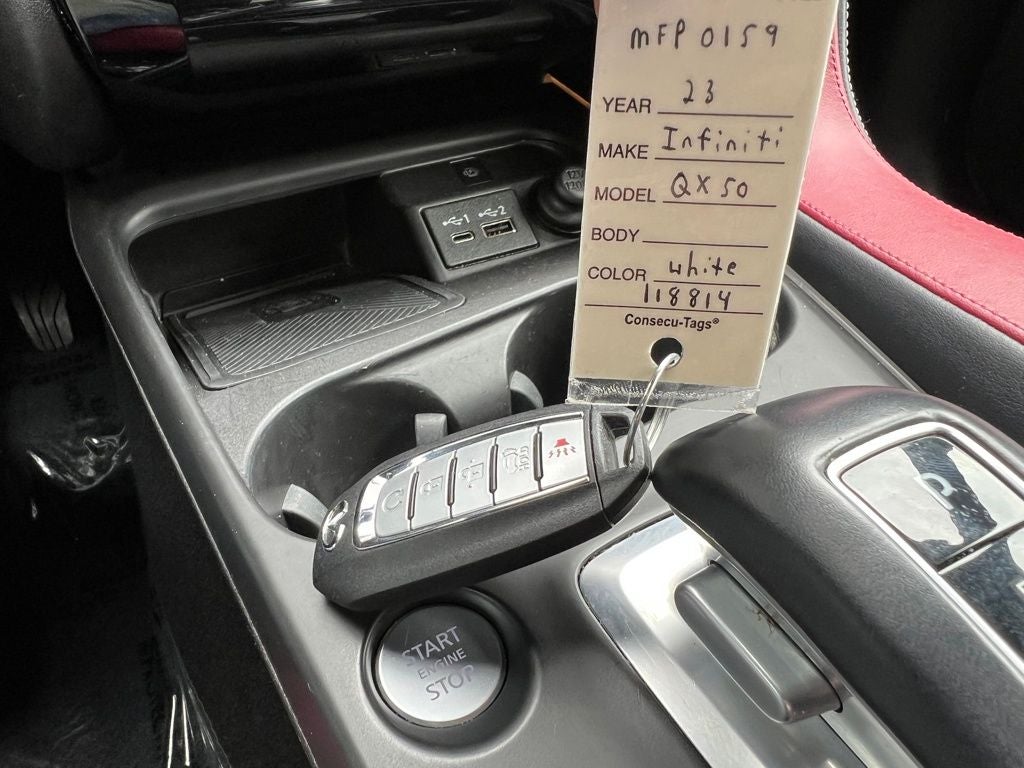 MFP 0159
YEAR 23
MAKE Infiniti
MODEL QX50
BODY
COLOR white
118814
Consecu-Tags®
1 2
START
ENGINE
STOP
P